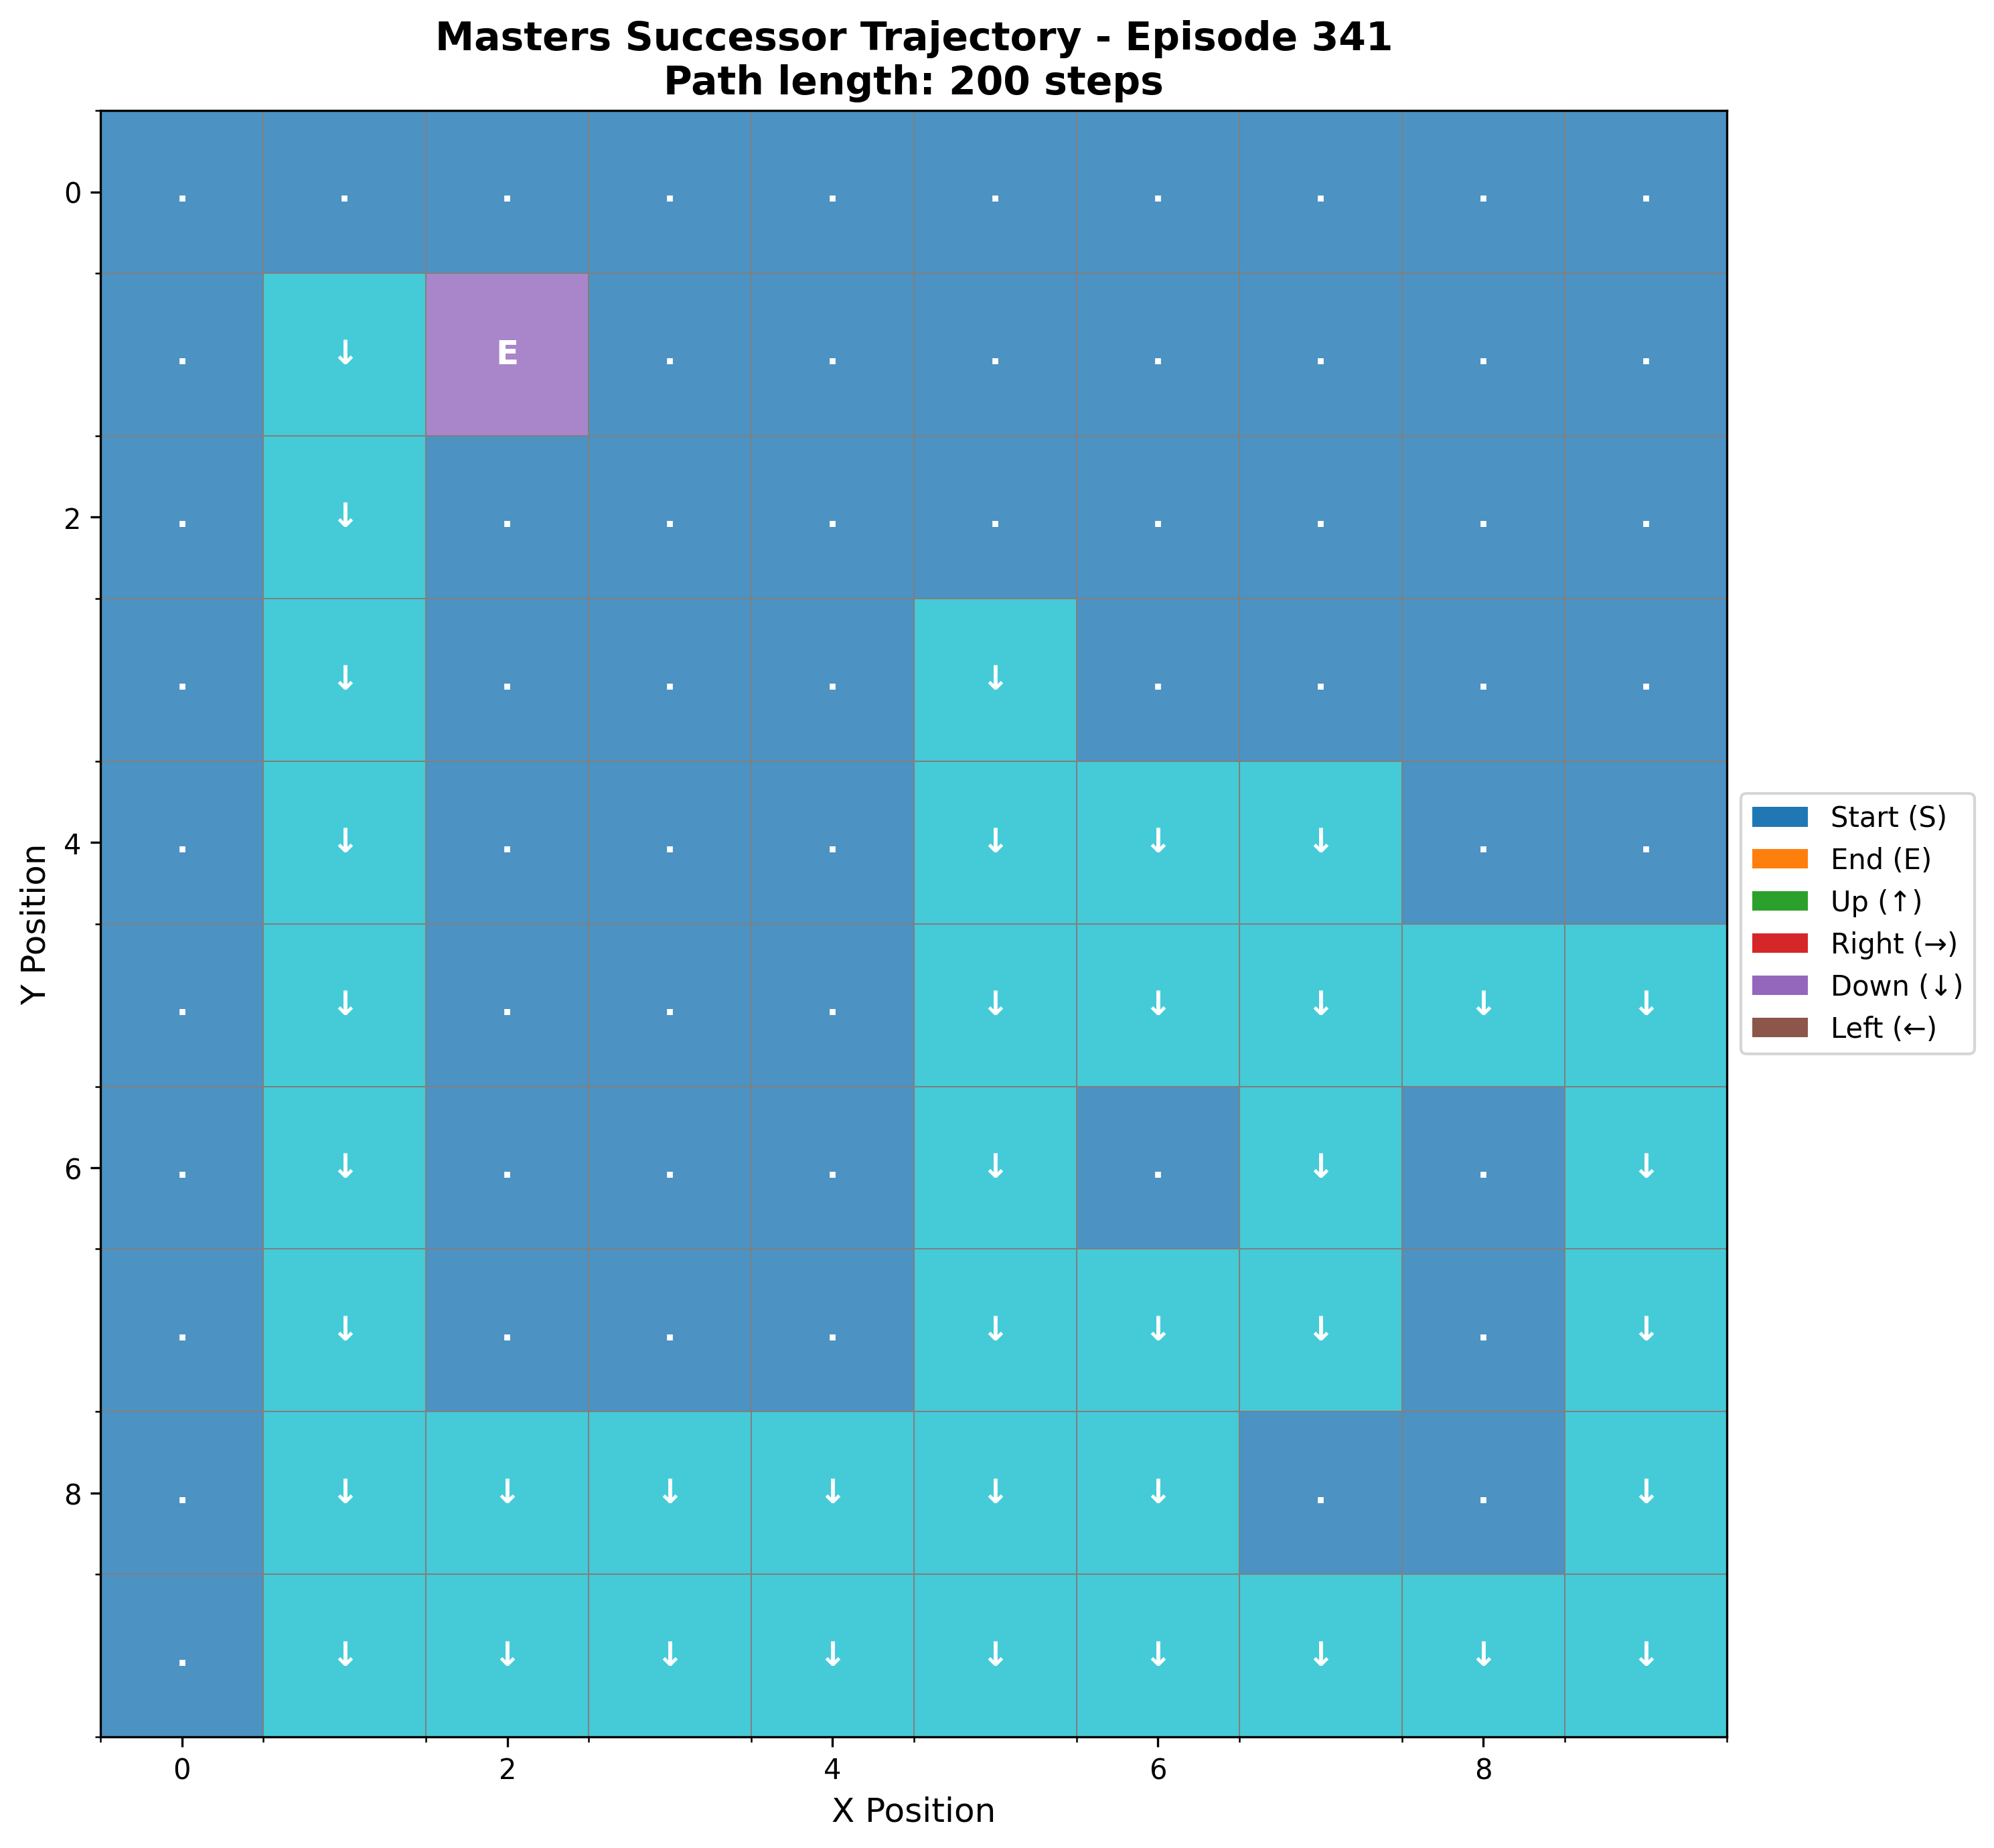 Masters Successor Trajectory - Episode 341
Path length: 200 steps
0 . . . . . . . . . .
. ↓ E . . . . . . .
2 . ↓ . . . . . . . .
. ↓ . . . ↓ . . . .
4 . ↓ . . . ↓ ↓ ↓ . .
. ↓ . . . ↓ ↓ ↓ ↓ ↓
6 . ↓ . . . ↓ . ↓ . ↓
. ↓ . . . ↓ ↓ ↓ . ↓
8 . ↓ ↓ ↓ ↓ ↓ ↓ . . ↓
. ↓ ↓ ↓ ↓ ↓ ↓ ↓ ↓ ↓
0 2 4 6 8
X Position
Y Position
Start (S)
End (E)
Up (↑)
Right (→)
Down (↓)
Left (←)